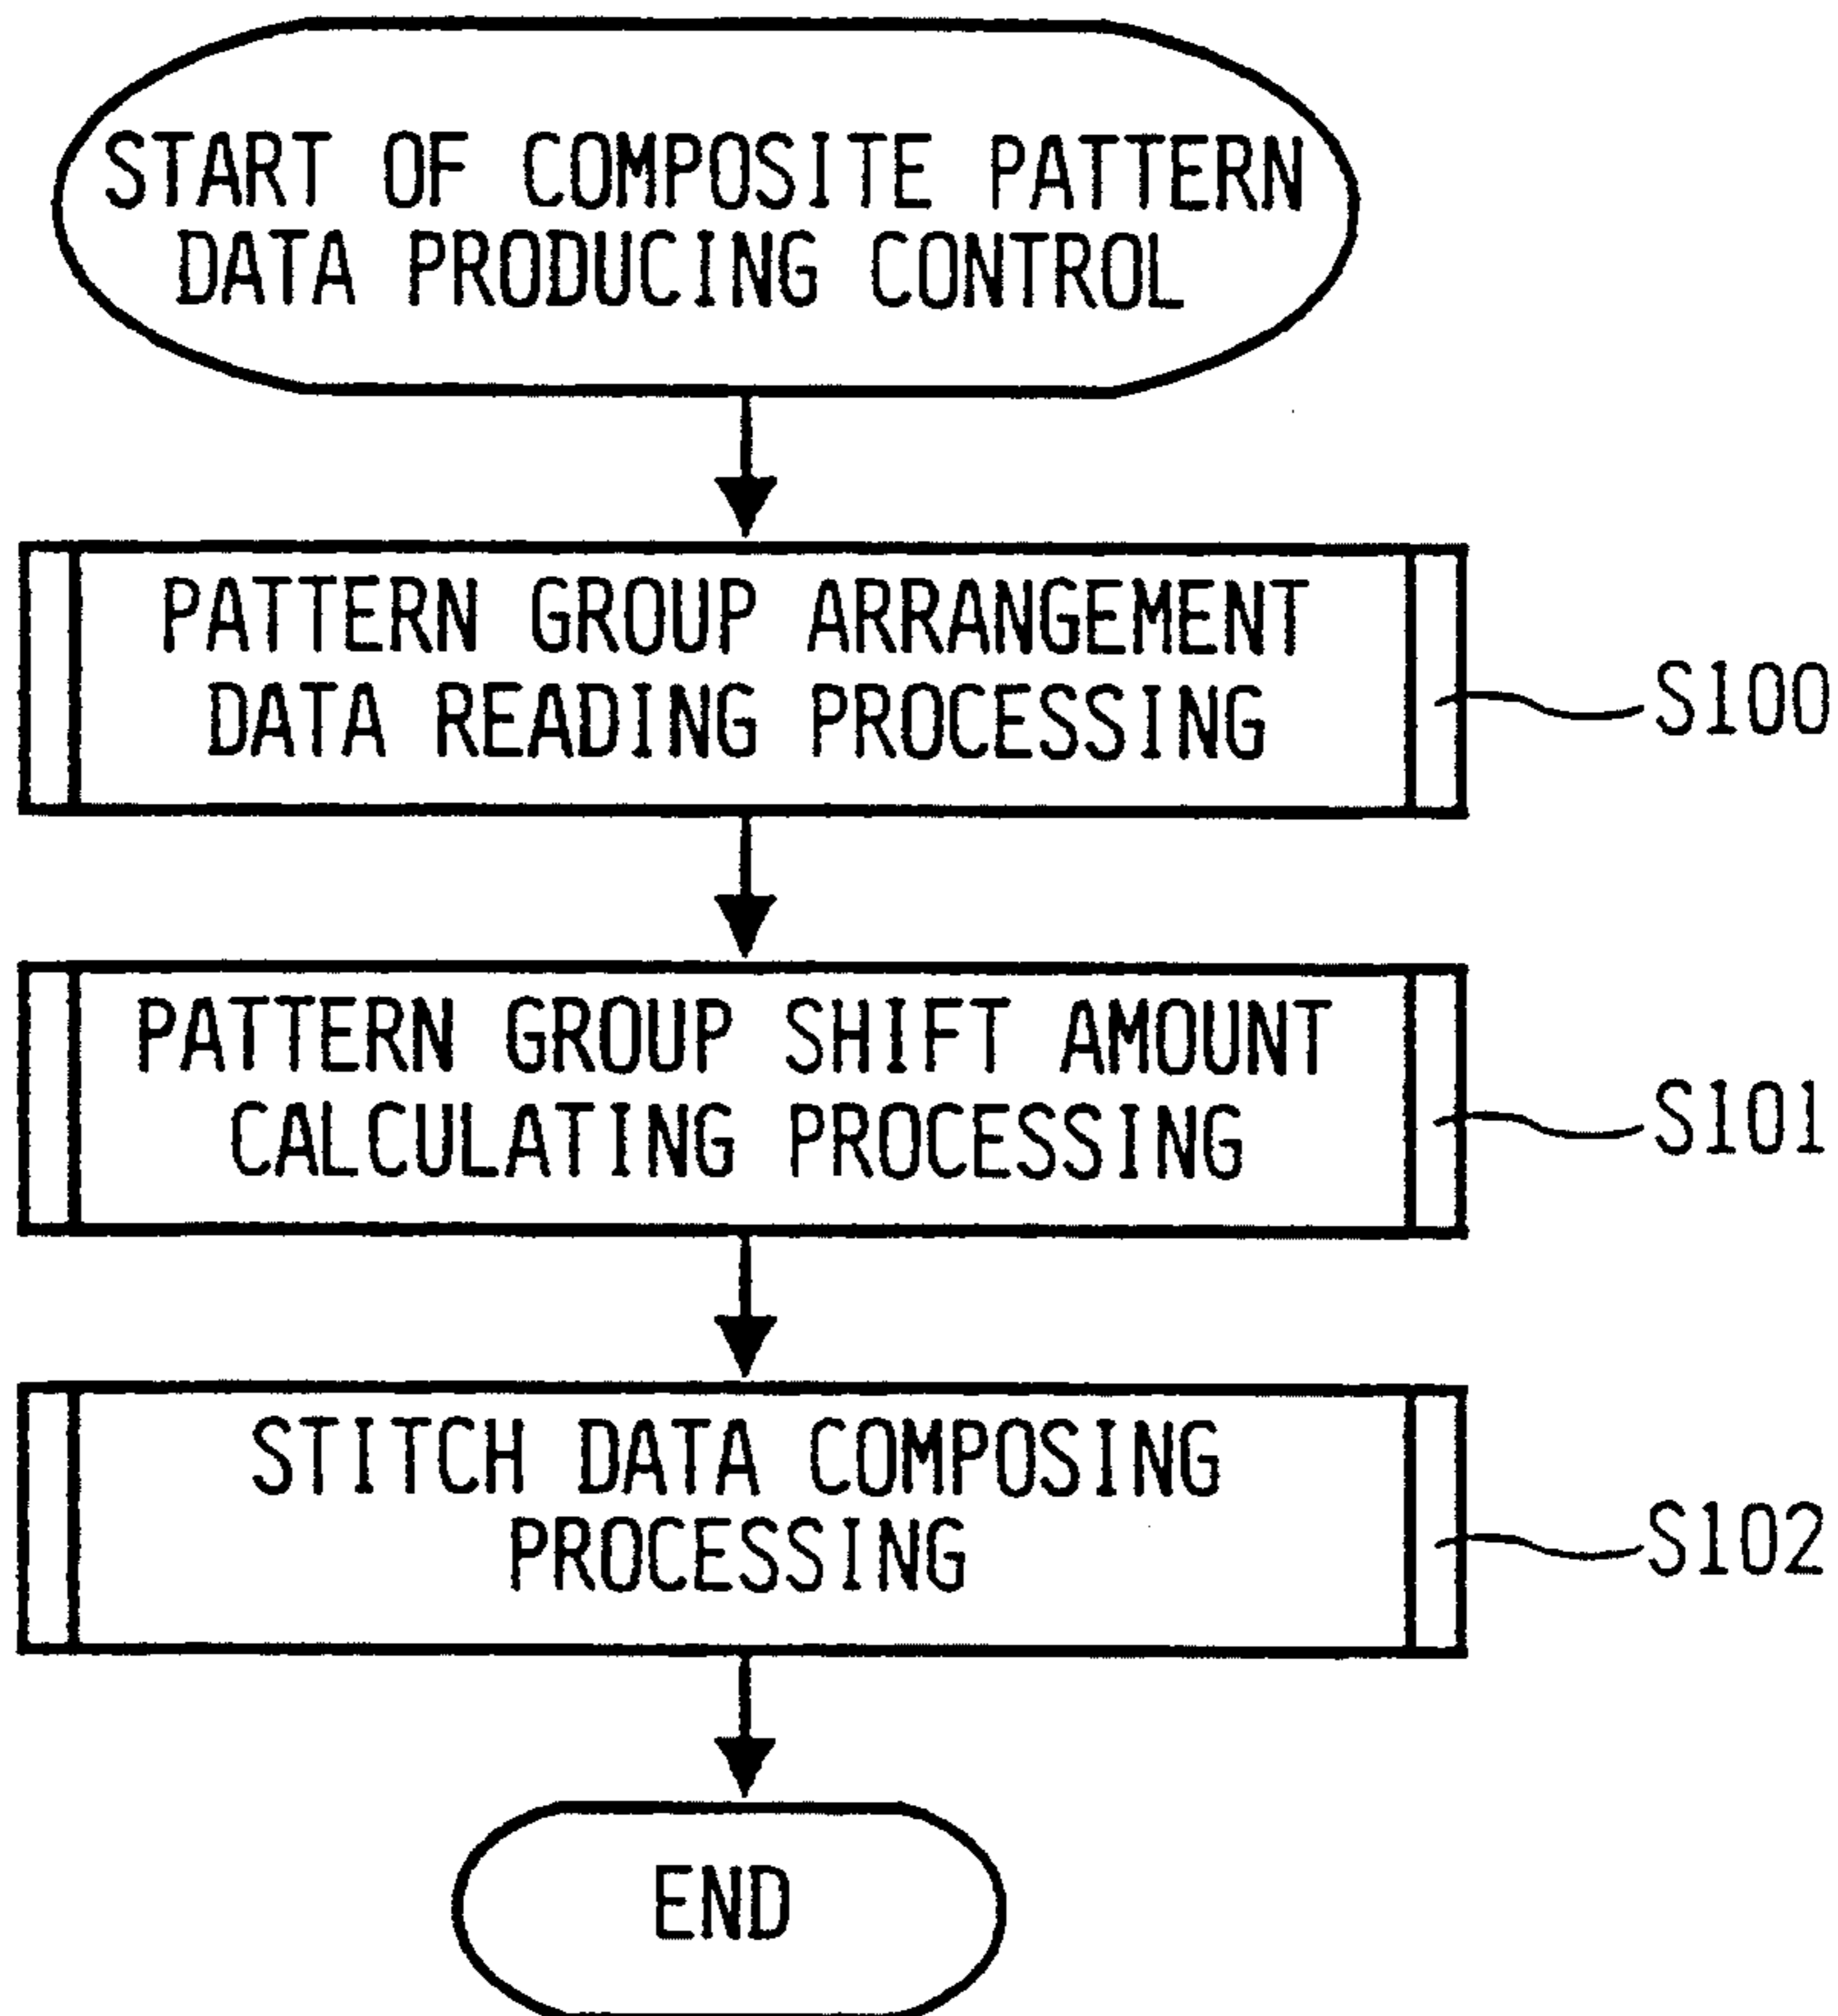 START OF COMPOSITE PATTERN
DATA PRODUCING CONTROL
PATTERN GROUP ARRANGEMENT
DATA READING PROCESSING
S100
PATTERN GROUP SHIFT AMOUNT
CALCULATING PROCESSING
S101
STITCH DATA COMPOSING
PROCESSING
S102
END